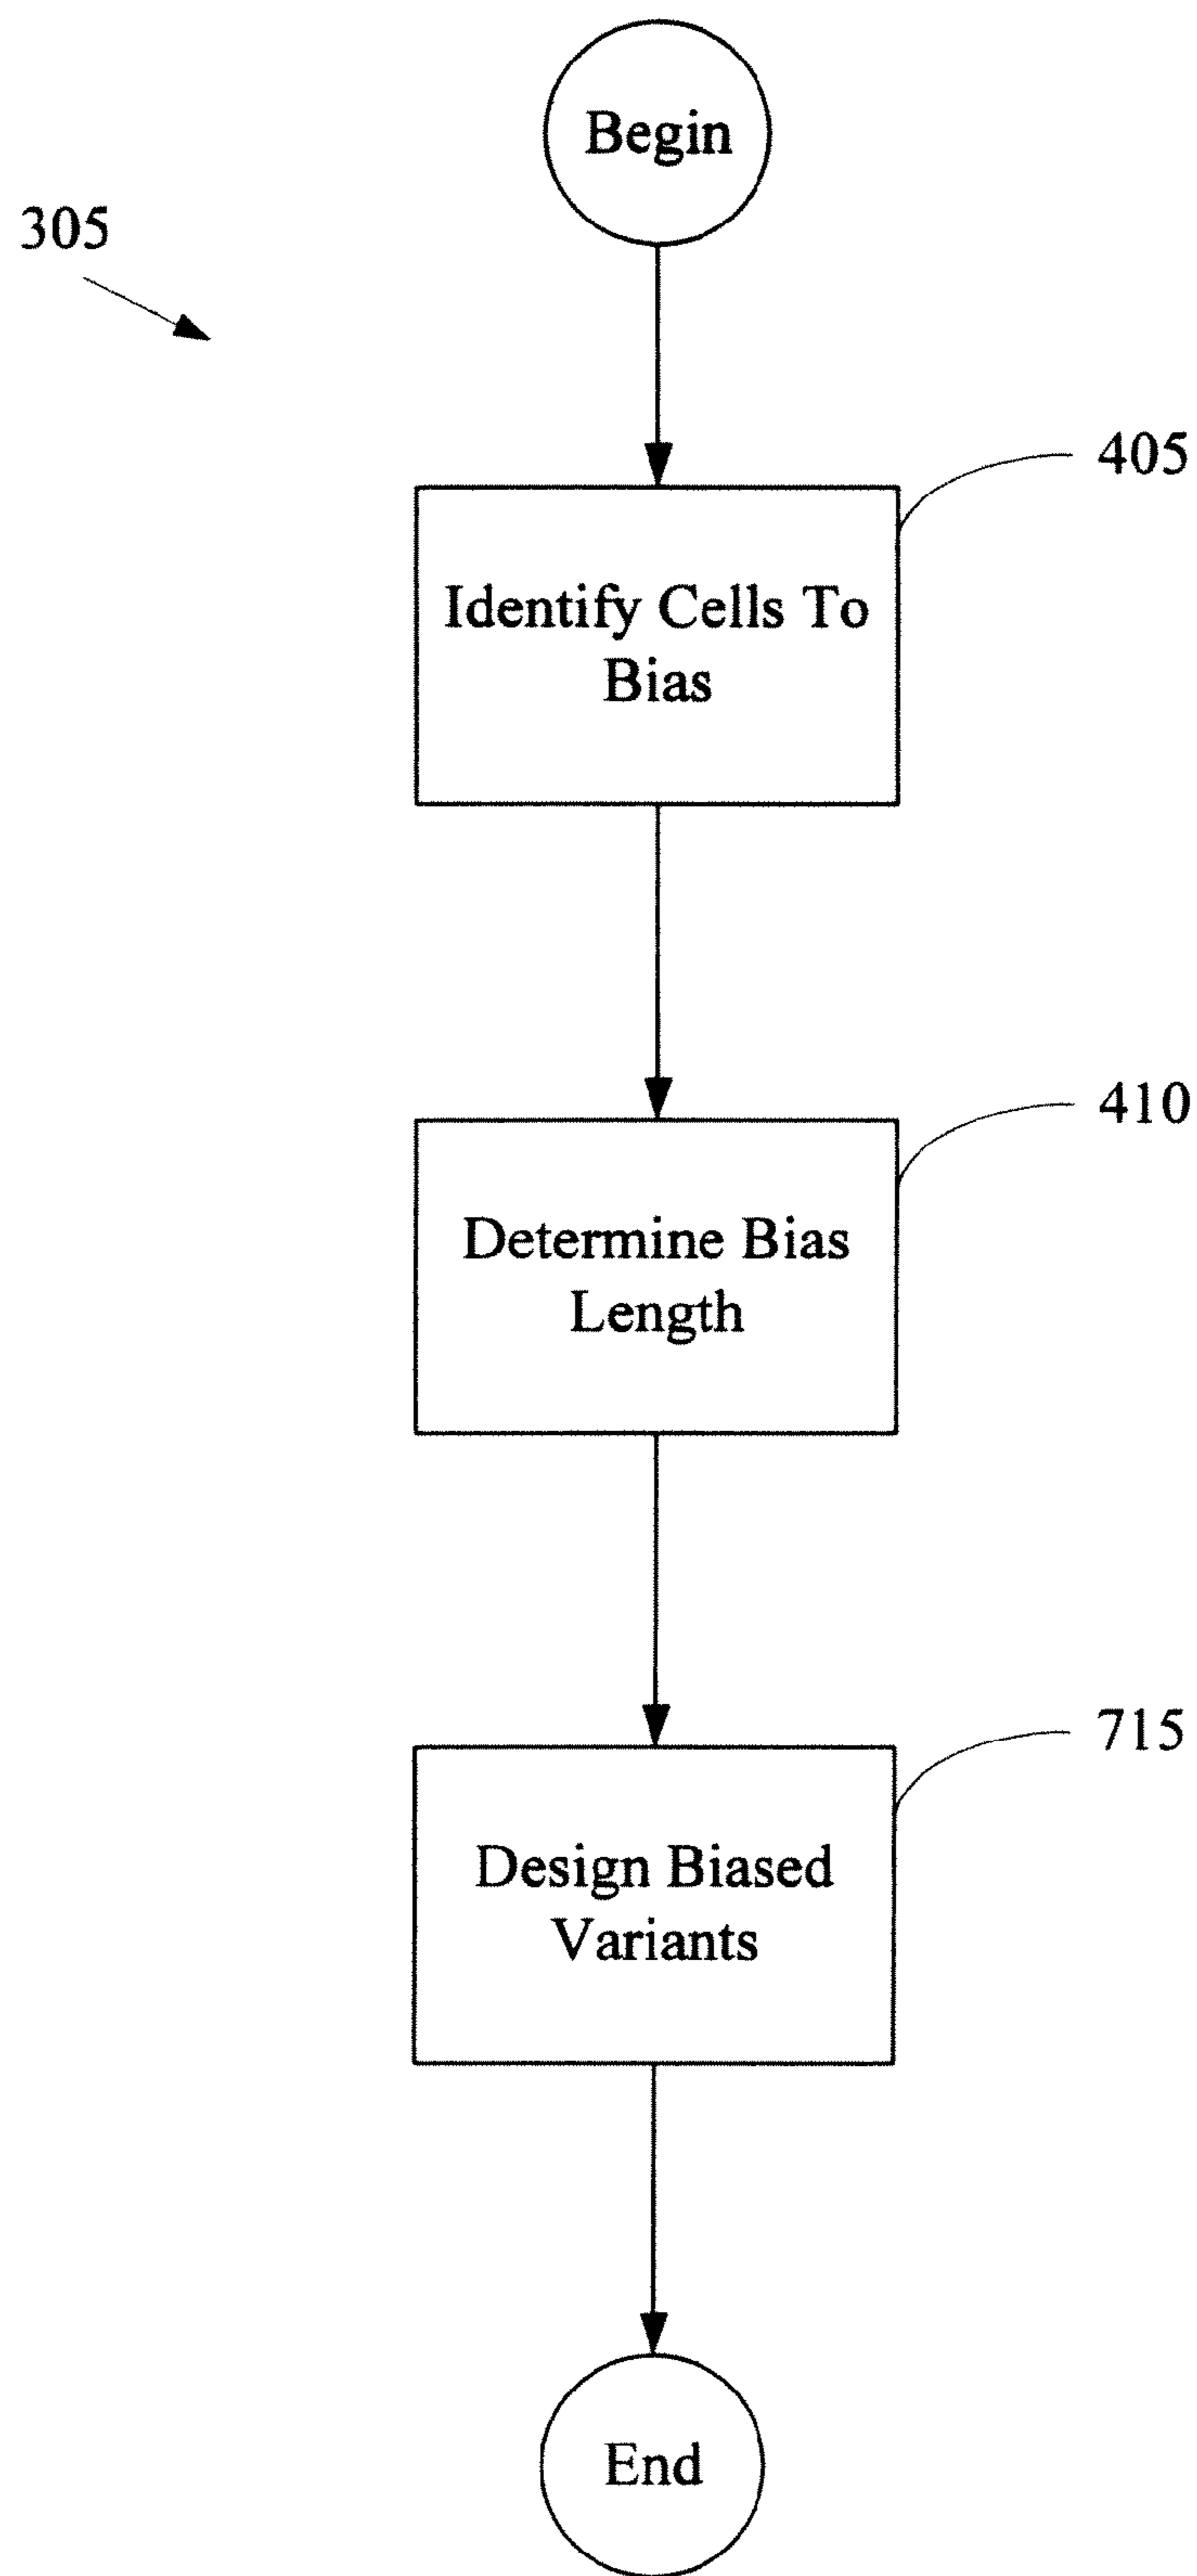 Begin
305
405
Identify Cells To
Bias
410
Determine Bias
Length
715
Design Biased
Variants
End